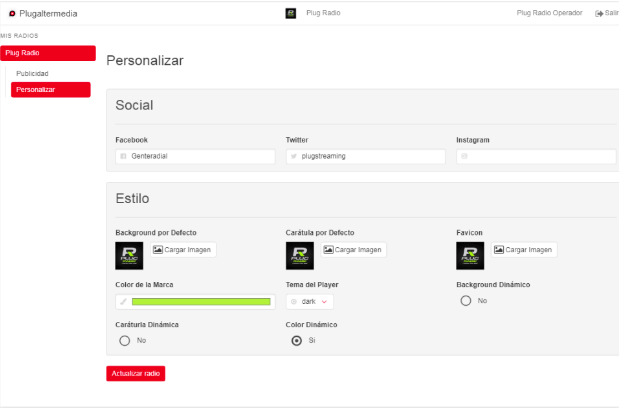 Plugaltermedia
Plug Radio
Plug Radio Operador
Salir
MIS RADIOS
Plug Radio
Publicidad
Personalizar
Personalizar
Social
Facebook
Twitter
Instagram
Genteradial
plugstreaming
Estilo
Background por Defecto
Carátula por Defecto
Favicon
Cargar Imagen
Cargar Imagen
Cargar Imagen
Color de la Marca
Tema del Player
Background Dinámico
dark
No
Caráturla Dinámica
Color Dinámico
No
Si
Actualizar radio